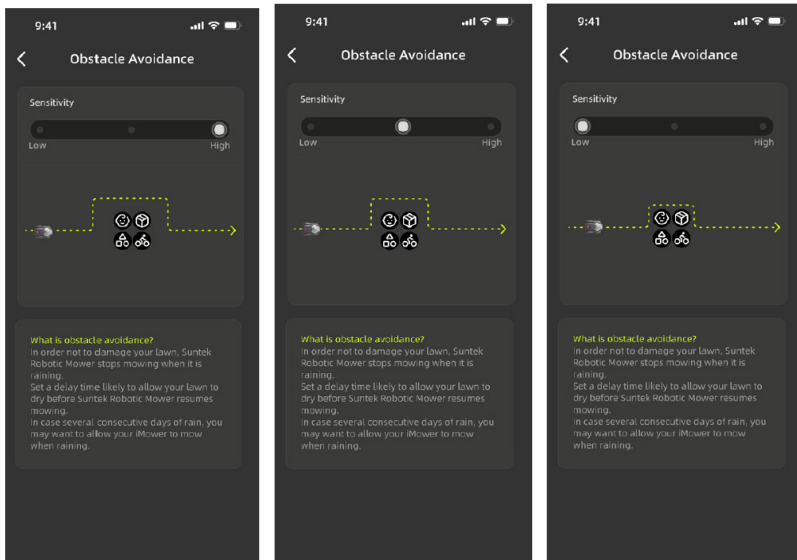 9:41
Obstacle Avoidance
Sensitivity
Low High
What is obstacle avoidance?
In order not to damage your lawn, Suntek
Robotic Mower stops mowing when it is
raining.
Set a delay time likely to allow your lawn to
dry before Suntek Robotic Mower resumes
mowing.
In case several consecutive days of rain, you
may want to allow your iMower to mow
when raining.
9:41
Obstacle Avoidance
Sensitivity
Low High
What is obstacle avoidance?
In order not to damage your lawn, Suntek
Robotic Mower stops mowing when it is
raining.
Set a delay time likely to allow your lawn to
dry before Suntek Robotic Mower resumes
mowing.
In case several consecutive days of rain, you
may want to allow your iMower to mow
when raining.
9:41
Obstacle Avoidance
Sensitivity
Low High
What is obstacle avoidance?
In order not to damage your lawn, Suntek
Robotic Mower stops mowing when it is
raining.
Set a delay time likely to allow your lawn to
dry before Suntek Robotic Mower resumes
mowing.
In case several consecutive days of rain, you
may want to allow your iMower to mow
when raining.